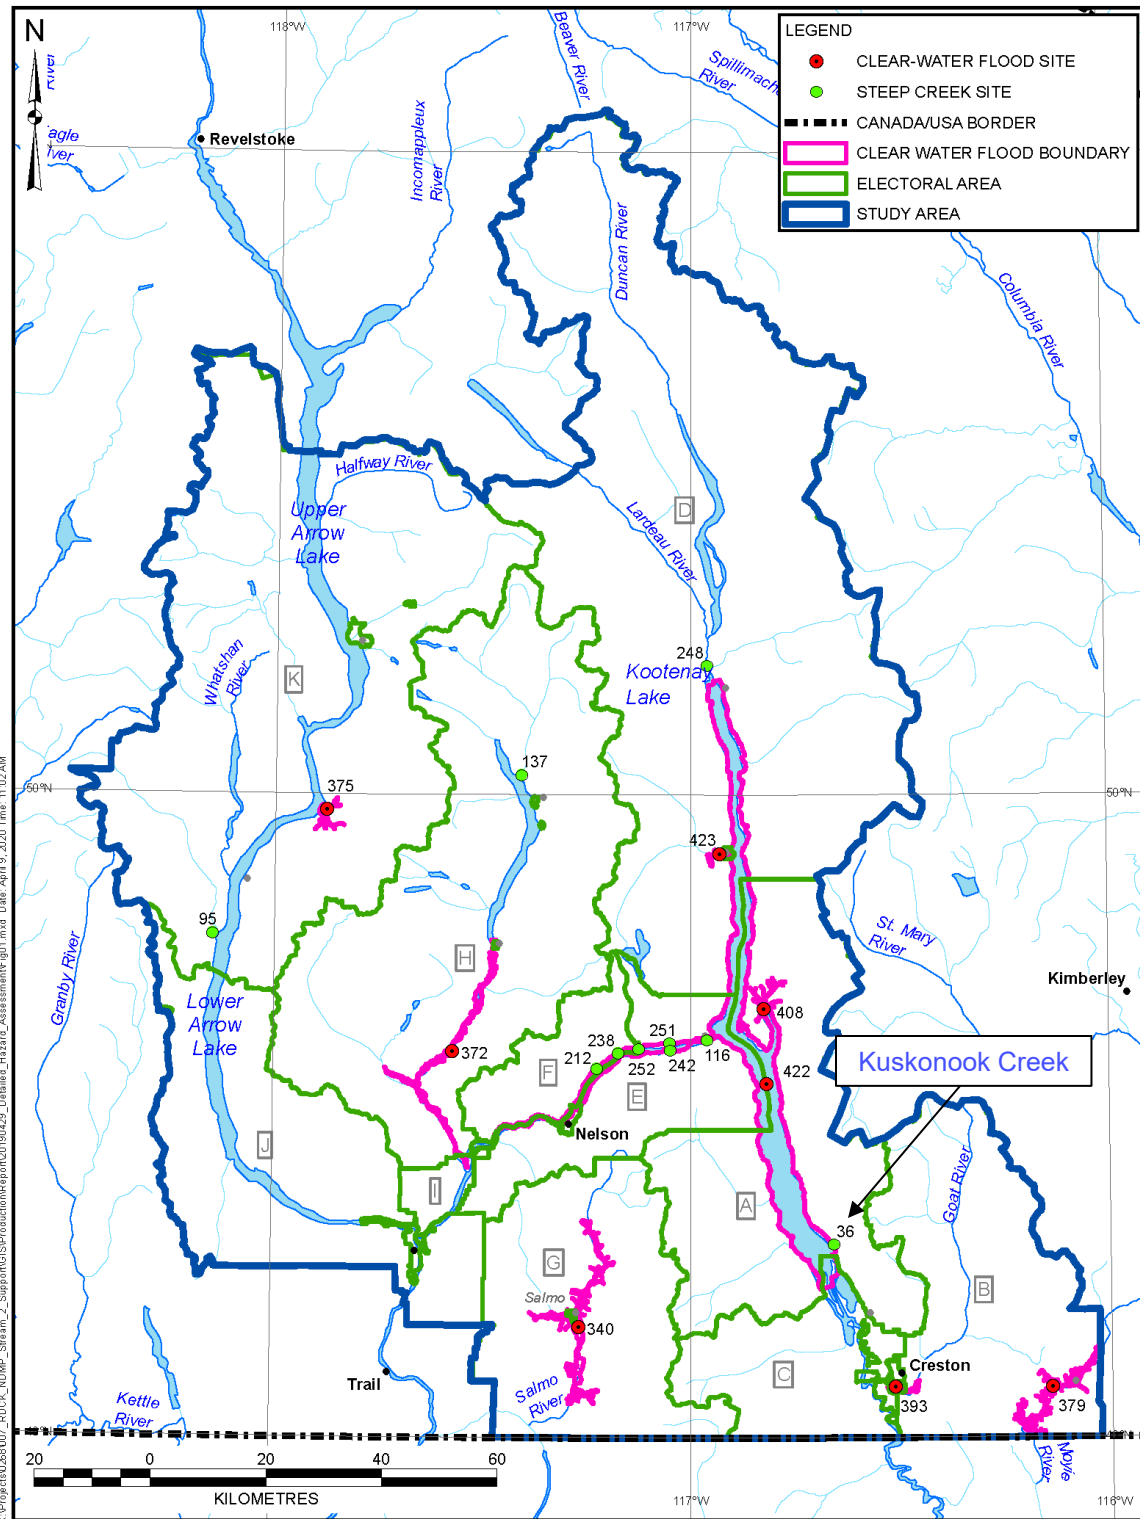 N
118°W
117°W
LEGEND
CLEAR-WATER FLOOD SITE
STEEP CREEK SITE
CANADA/USA BORDER
CLEAR WATER FLOOD BOUNDARY
ELECTORAL AREA
STUDY AREA
Beaver
River
Spillimach
River
River
agle
iver
Revelstoke
Incomappleux
River
Duncan River
Columbia River
Halfway River
Upper
Arrow
Lake
Lardeau River
D
Whatshan
River
K
248
Kootenay
Lake
137
375
50°N
50°N
423
95
St. Mary
River
Granby River
H
Kimberley
Lower
Arrow
Lake
408
372
238
251
116
212
252
242
F
E
422
Kuskonook Creek
Nelson
J
I
A
Goat River
36
G
B
Salmo
340
C
Creston
Trail
Salmo
River
393
379
Kettle
River
Moyie
River
20
0
20
40
60
KILOMETRES
117°W
116°W